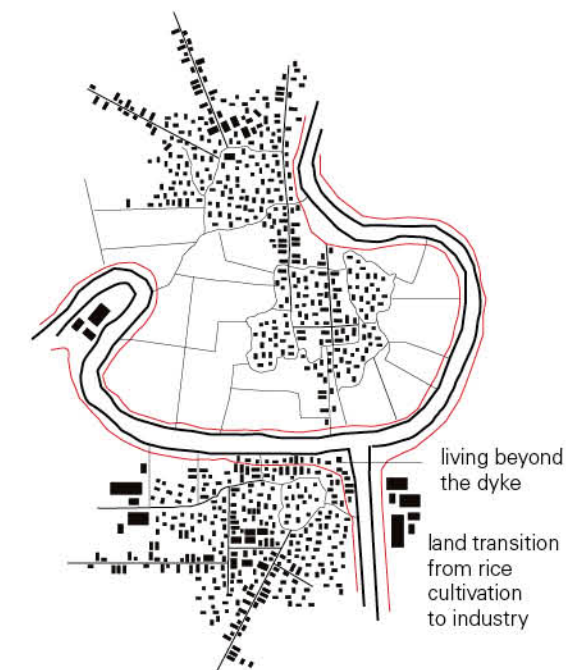 living beyond
the dyke
land transition
from rice
cultivation
to industry